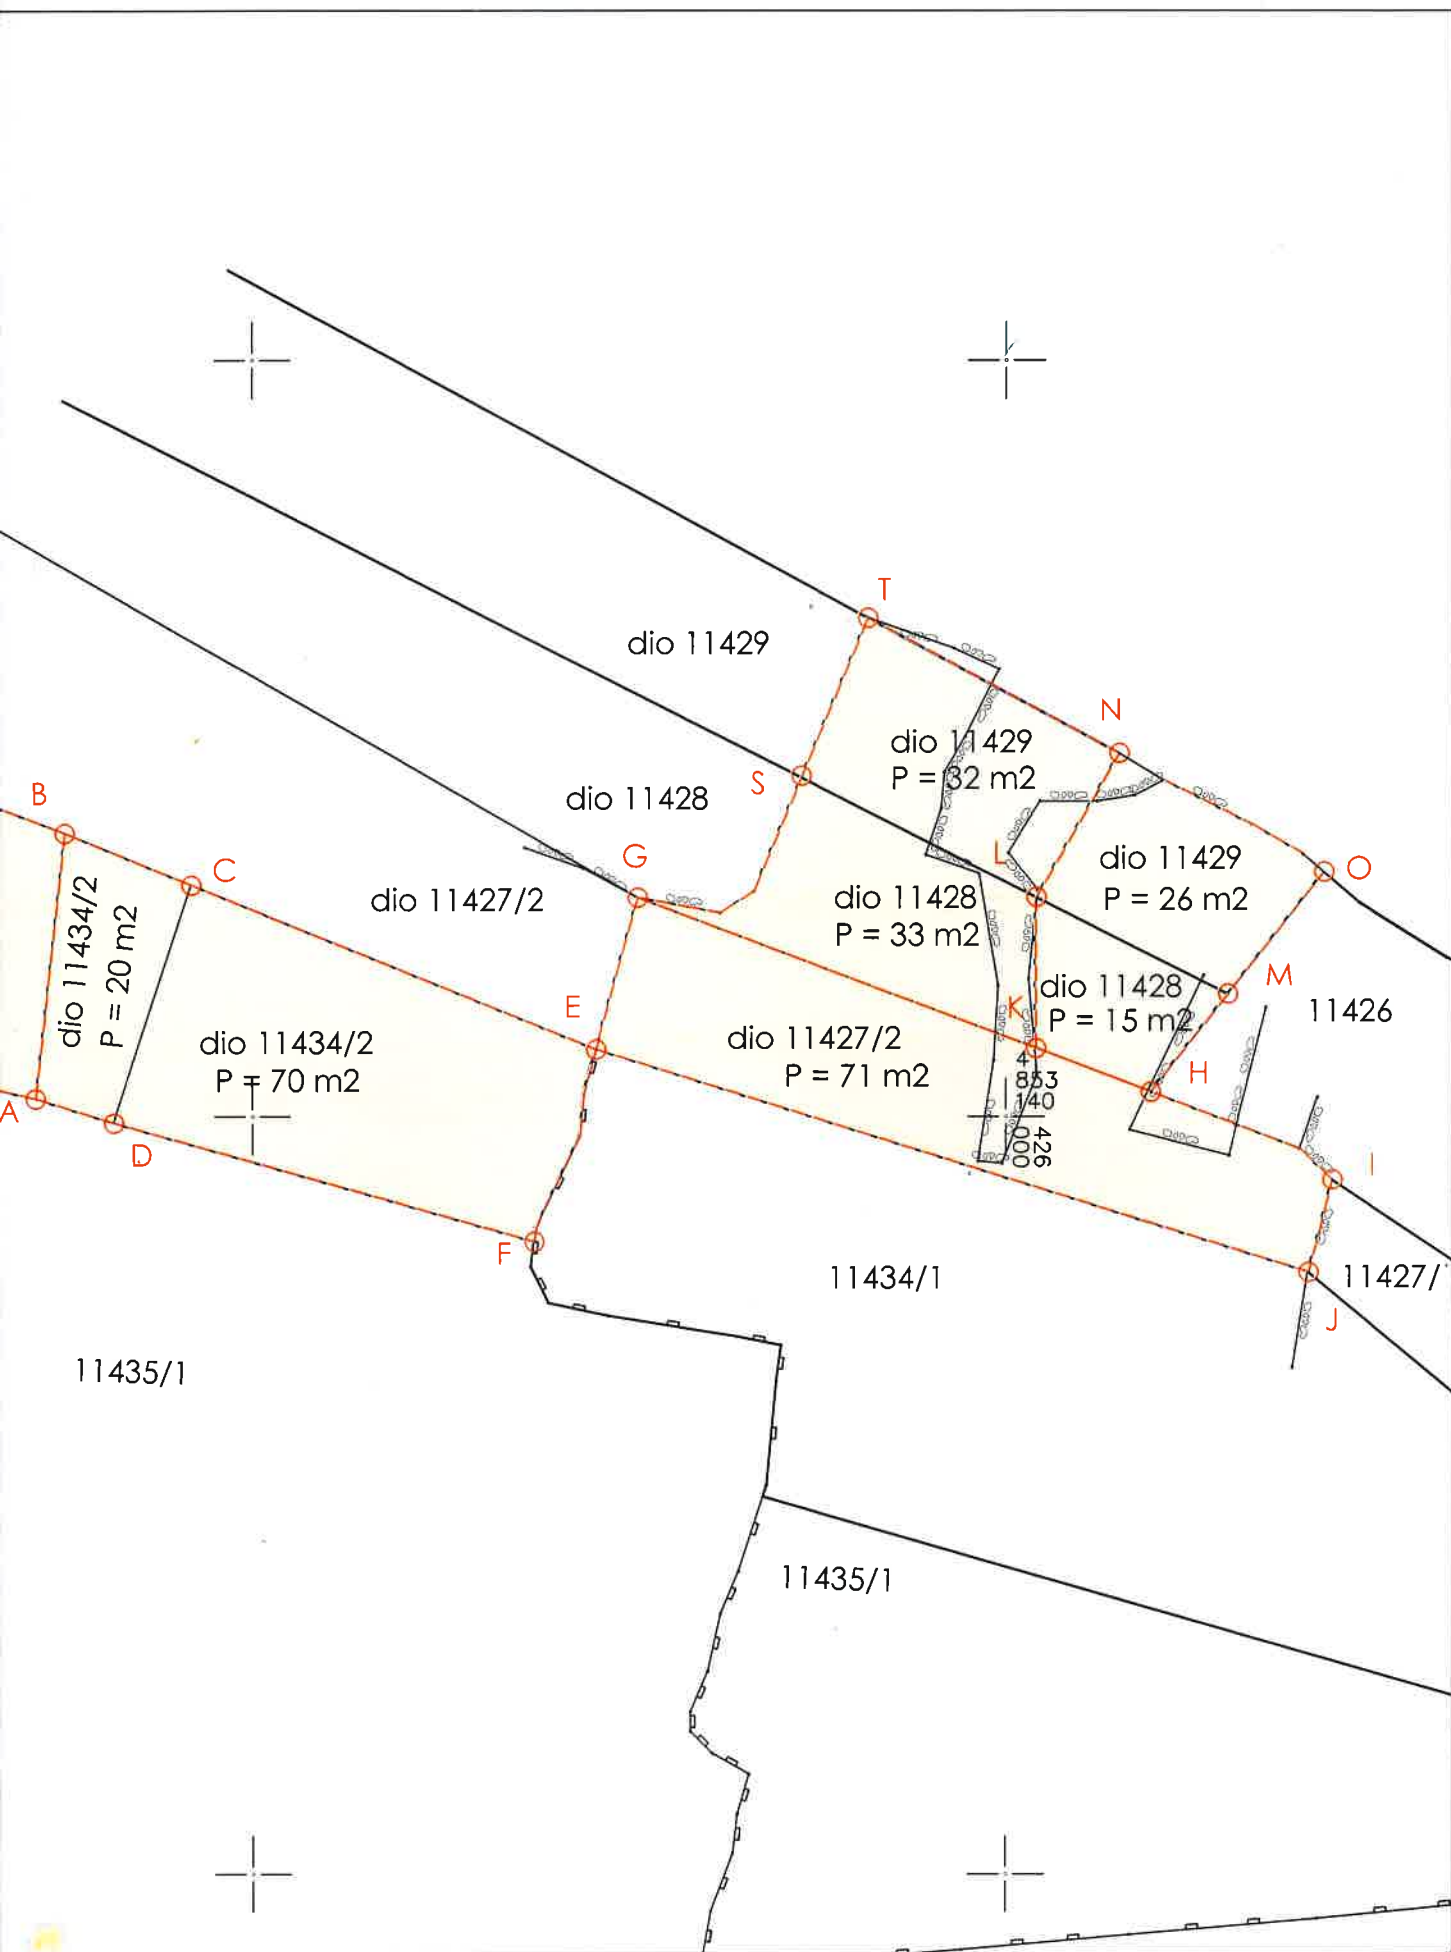 T
dio 11429
N
dio 11429
P = 32 m2
S
B
dio 11428
L
G
dio 11429
P = 26 m2
O
C
dio 11427/2
dio 11428
P = 33 m2
dio 11434/2
P = 20 m2
M
dio 11428
P = 15 m2
11426
K
E
dio 11434/2
P = 70 m2
dio 11427/2
P = 71 m2
4
853
140
426
000
H
A
D
I
F
11434/1
11427/
J
11435/1
11435/1